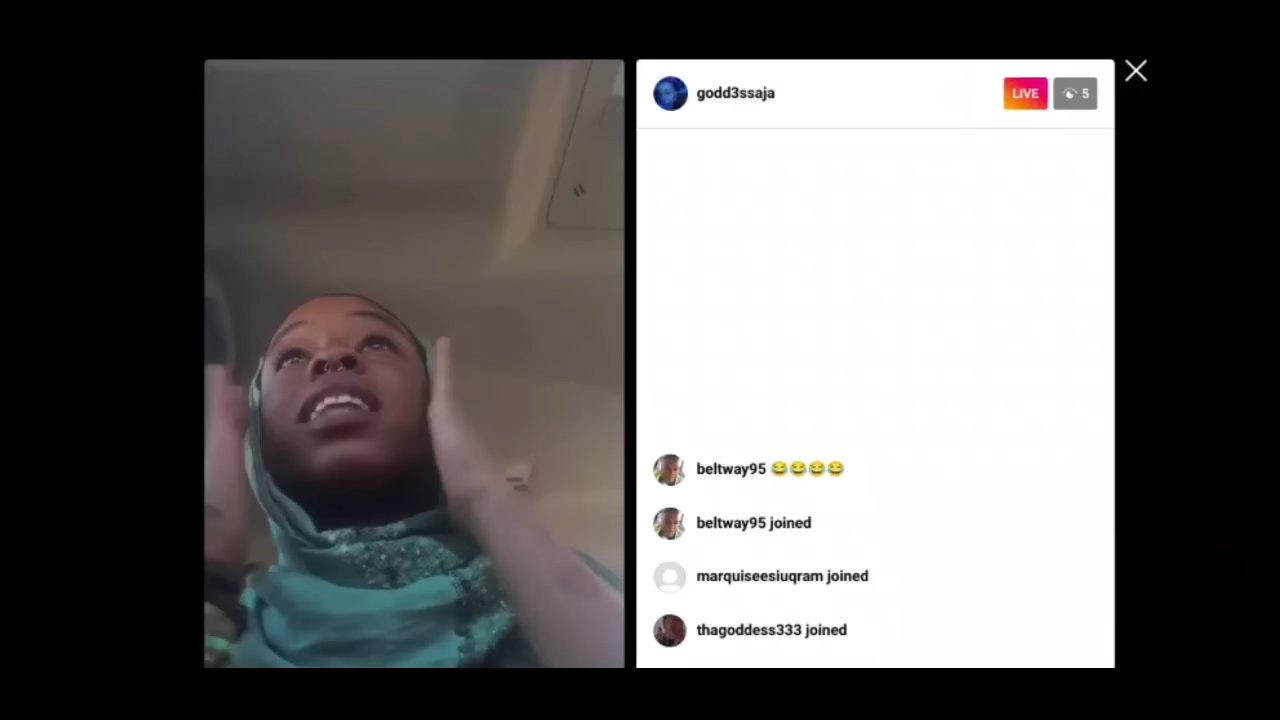 godd3ssaja
LIVE 5
beltway95 😂😂😂😂
beltway95 joined
marquiseesiuqram joined
thagoddess333 joined